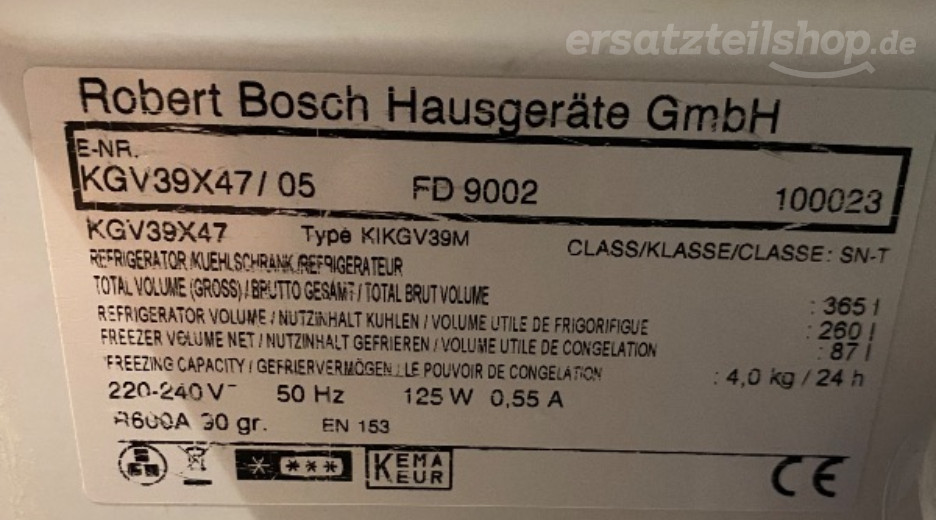 ersatzteilshop.de
Robert Bosch Hausgeräte GmbH
E-NR.
KGV39X47/ 05 FD 9002 100023
KGV39X47 Type KIKGV39M CLASS/KLASSE/CLASSE: SN-T
REFRIGERATOR/KUEHLSCHRANK/REFRIGERATEUR
TOTAL VOLUME (GROSS) / BRUTTO GESAMT / TOTAL BRUT VOLUME : 365 l
REFRIGERATOR VOLUME / NUTZINHALT KUHLEN / VOLUME UTILE DE FRIGORIFIGUE : 260 l
FREEZER VOLUME NET / NUTZINHALT GEFRIEREN / VOLUME UTILE DE CONGELATION : 87 l
FREEZING CAPACITY / GEFRIERVERMÖGEN / LE POUVOIR DE CONGELATION : 4,0 kg / 24 h
220-240 V~ 50 Hz 125 W 0,55 A
R600A 90 gr. EN 153
KEMA
KEUR CE